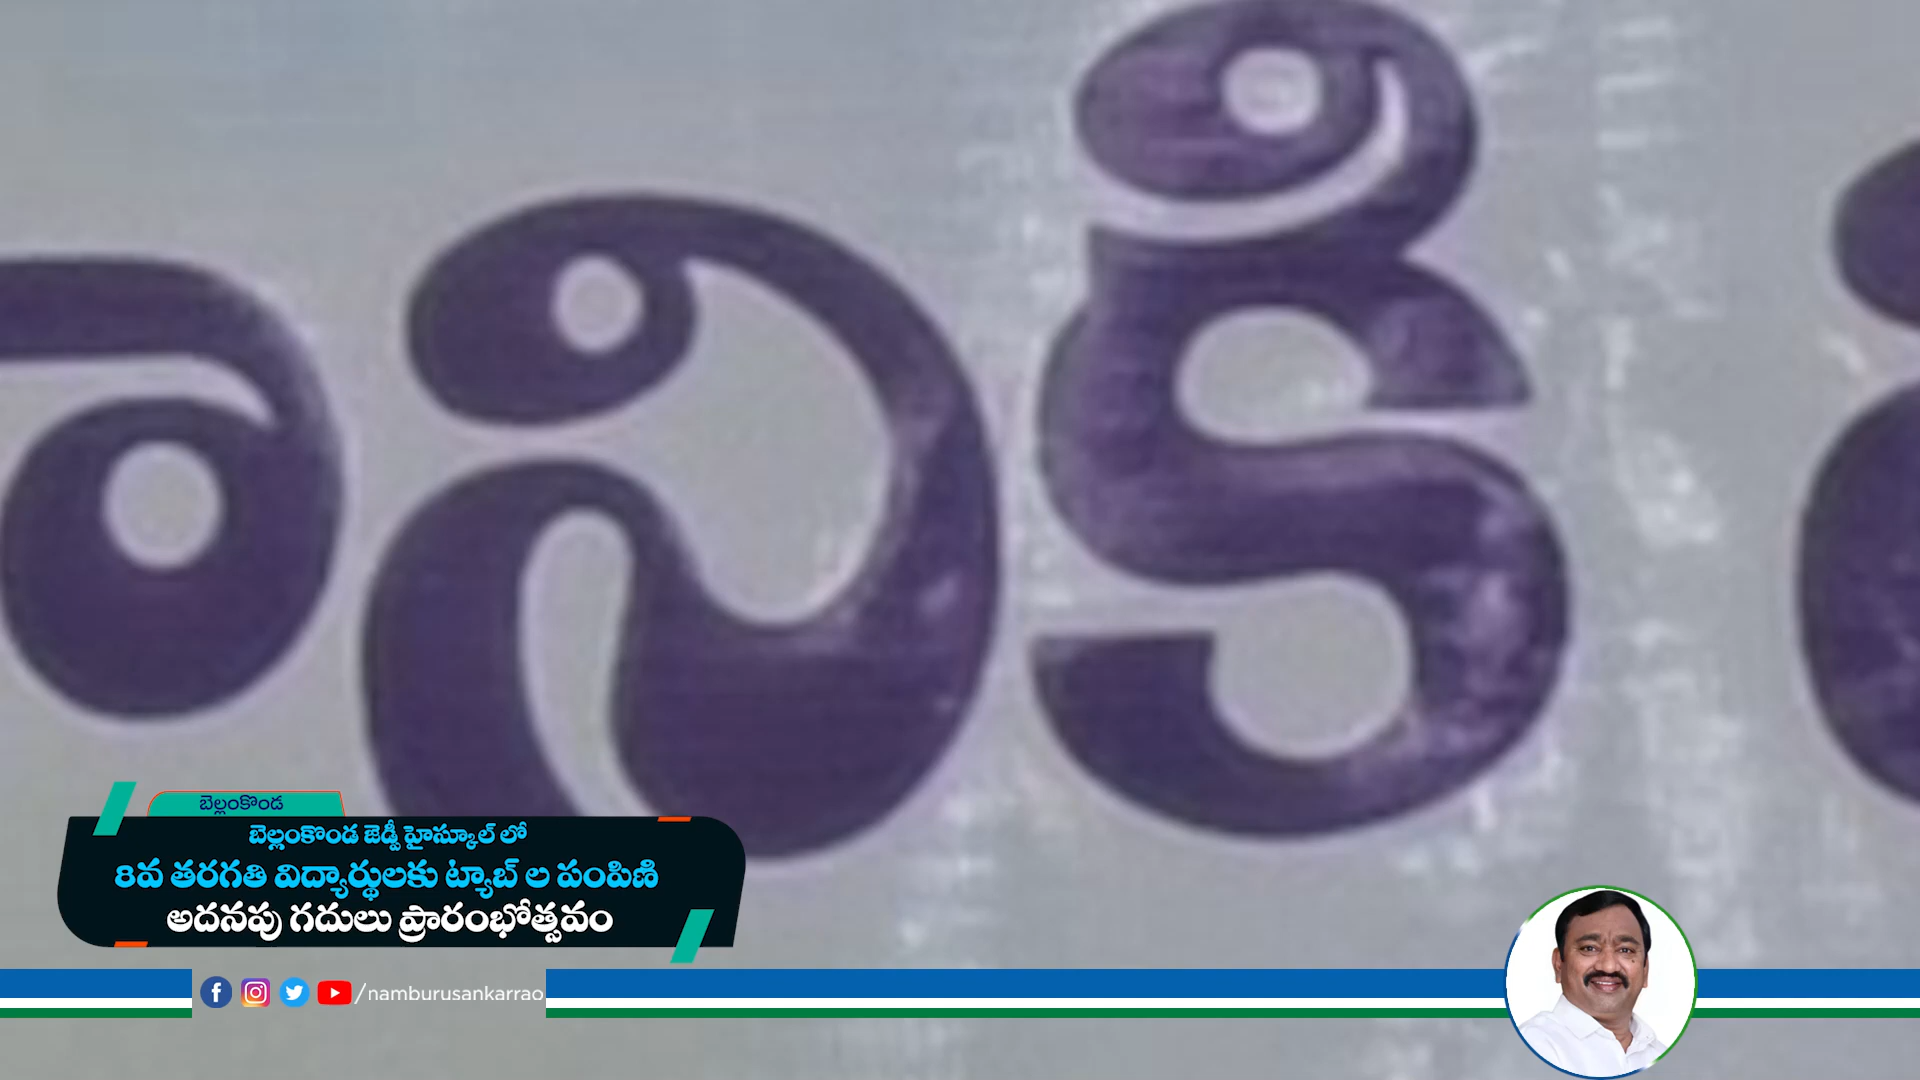 ానికి
బెల్లంకొండ
బెల్లంకొండ జెడ్పీ హైస్కూల్ లో
8వ తరగతి విద్యార్థులకు ట్యాబ్ ల పంపిణి
అదనపు గదులు ప్రారంభోత్సవం
/namburusankarrao